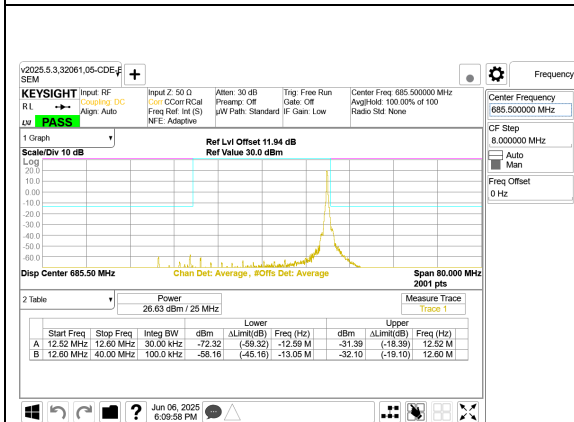 v2025.5.3,32061,05-CDE-
SEM
Frequency
KEYSIGHT Input: RF Input Z: 50 Ω Atten: 30 dB Trig: Free Run Center Freq: 685.500000 MHz
RL Coupling: DC Corr CCorr RCal Preamp: Off Gate: Off Avg|Hold: 100.00% of 100
Align: Auto Freq Ref: Int (S) µW Path: Standard IF Gain: Low Radio Std: None
LXI PASS NFE: Adaptive
Center Frequency
685.500000 MHz
CF Step
8.000000 MHz
Auto
Man
Freq Offset
0 Hz
1 Graph
Ref Lvl Offset 11.94 dB
Scale/Div 10 dB Ref Value 30.0 dBm
Log
20.0
10.0
0.00
-10.0
-20.0
-30.0
-40.0
-50.0
-60.0
Disp Center 685.50 MHz Chan Det: Average, #Offs Det: Average Span 80.000 MHz
2001 pts
2 Table Power Measure Trace
26.63 dBm / 25 MHz Trace 1
Lower Upper
Start Freq Stop Freq Integ BW dBm ΔLimit(dB) Freq (Hz) dBm ΔLimit(dB) Freq (Hz)
A 12.52 MHz 12.60 MHz 30.00 kHz -72.32 (-59.32) -12.59 M -31.39 (-18.39) 12.52 M
B 12.60 MHz 40.00 MHz 100.0 kHz -58.16 (-45.16) -13.05 M -32.10 (-19.10) 12.60 M
? Jun 06, 2025
6:09:58 PM